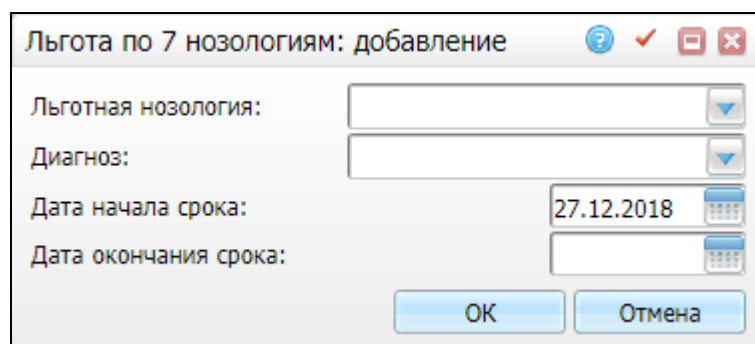 Льгота по 7 нозологиям: добавление
Льготная нозология:
Диагноз:
Дата начала срока: 27.12.2018
Дата окончания срока:
ОК Отмена